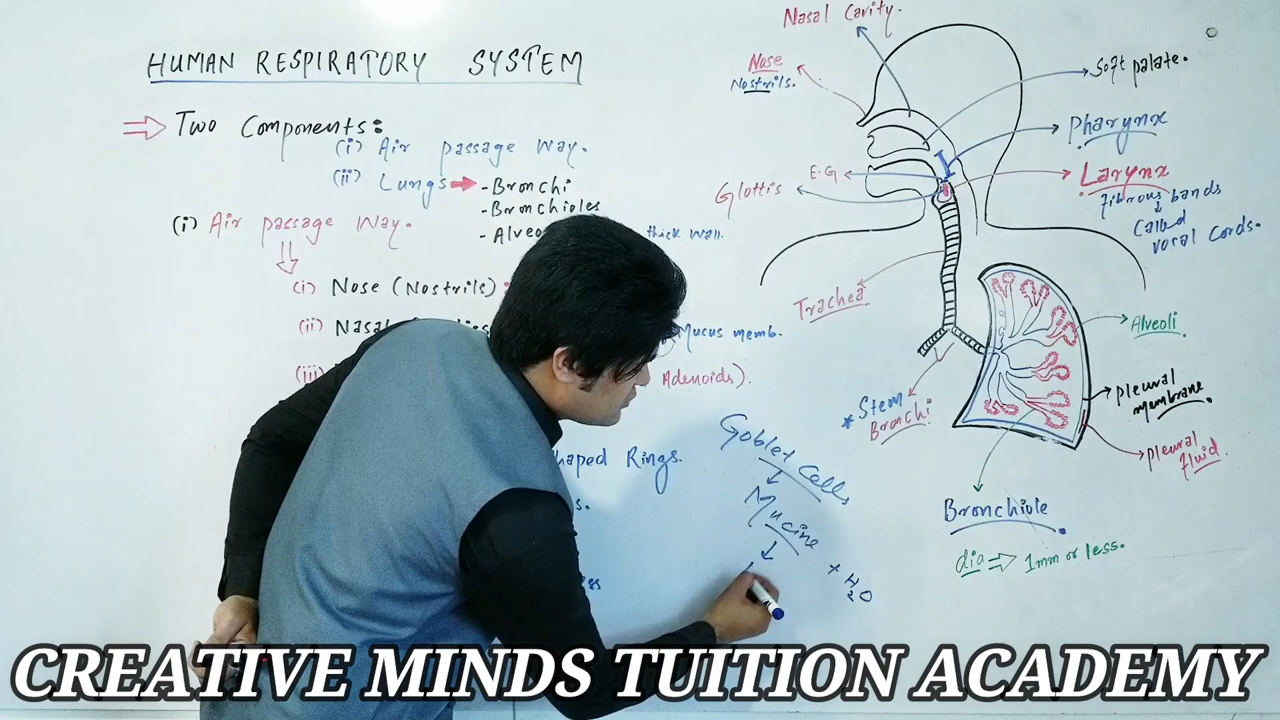 HUMAN RESPIRATORY SYSTEM
Two Components:
(i) Air passage way.
(ii) Lungs
- Bronchi
- Bronchioles
- Alveo
thick wall.
(i) Air passage way.
(i) Nose (Nostrils)
(ii) Nasal
Mucus memb.
(iii)
Adenoids).
haped Rings.
Goblet Cells
Mucine
+ H2O
Nasal Cavity.
Nose
Nostrils.
Soft palate.
Pharynx
E.G
Larynx
fibrous bands
Called
vocal cords.
Glottis
Trachea
Alveoli
pleural
membrane.
* Stem
Bronchi
pleural
fluid.
Bronchiole
dia 1mm or less.
CREATIVE MINDS TUITION ACADEMY